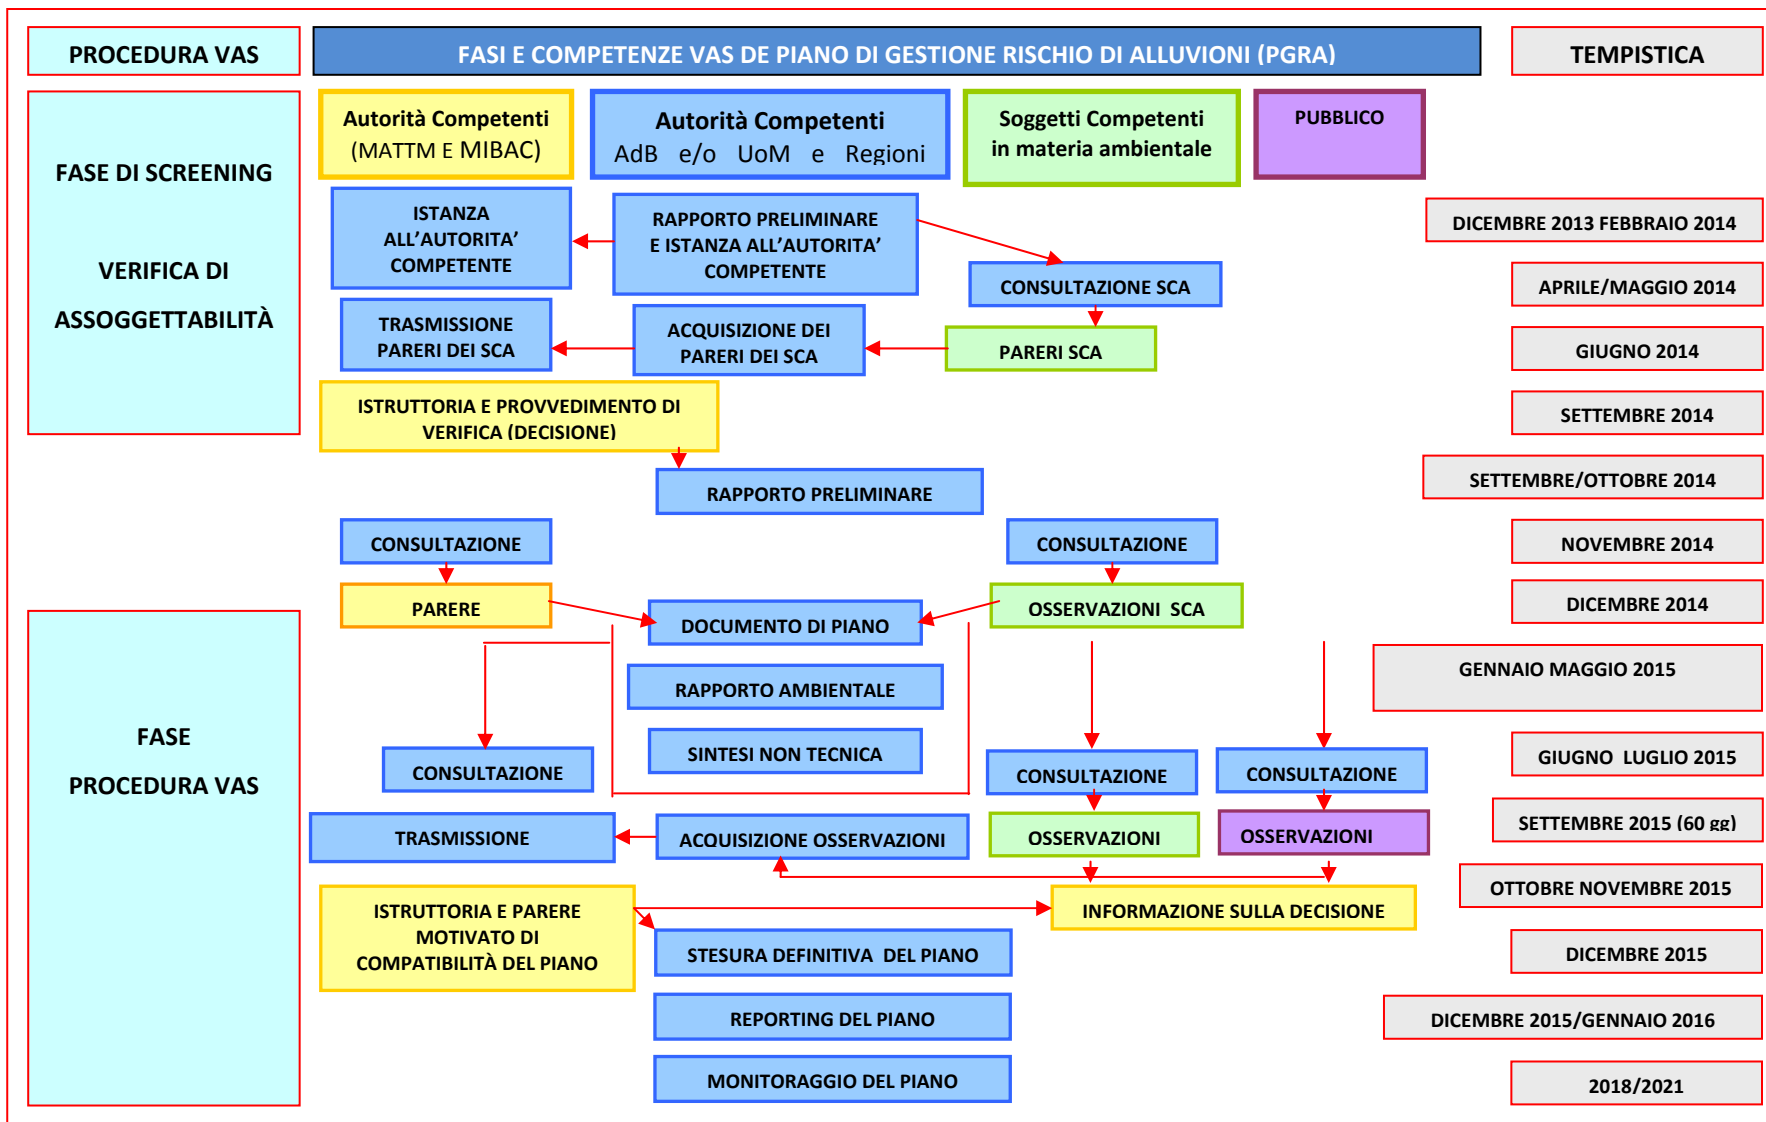 PROCEDURA VAS
FASI E COMPETENZE VAS DE PIANO DI GESTIONE RISCHIO DI ALLUVIONI (PGRA)
TEMPISTICA
FASE DI SCREENING
VERIFICA DI
ASSOGGETTABILITÀ
Autorità Competenti
(MATTM E MIBAC)
Autorità Competenti
AdB e/o UoM e Regioni
Soggetti Competenti
in materia ambientale
PUBBLICO
ISTANZA
ALL’AUTORITA’
COMPETENTE
RAPPORTO PRELIMINARE
E ISTANZA ALL’AUTORITA’
COMPETENTE
DICEMBRE 2013 FEBBRAIO 2014
CONSULTAZIONE SCA
APRILE/MAGGIO 2014
TRASMISSIONE
PARERI DEI SCA
ACQUISIZIONE DEI
PARERI DEI SCA
PARERI SCA
GIUGNO 2014
ISTRUTTORIA E PROVVEDIMENTO DI
VERIFICA (DECISIONE)
SETTEMBRE 2014
RAPPORTO PRELIMINARE
SETTEMBRE/OTTOBRE 2014
CONSULTAZIONE
CONSULTAZIONE
NOVEMBRE 2014
FASE
PROCEDURA VAS
PARERE
DOCUMENTO DI PIANO
OSSERVAZIONI SCA
DICEMBRE 2014
RAPPORTO AMBIENTALE
GENNAIO MAGGIO 2015
SINTESI NON TECNICA
CONSULTAZIONE
CONSULTAZIONE
CONSULTAZIONE
GIUGNO LUGLIO 2015
TRASMISSIONE
ACQUISIZIONE OSSERVAZIONI
OSSERVAZIONI
OSSERVAZIONI
SETTEMBRE 2015 (60 gg)
ISTRUTTORIA E PARERE
MOTIVATO DI
COMPATIBILITÀ DEL PIANO
INFORMAZIONE SULLA DECISIONE
OTTOBRE NOVEMBRE 2015
STESURA DEFINITIVA DEL PIANO
DICEMBRE 2015
REPORTING DEL PIANO
DICEMBRE 2015/GENNAIO 2016
MONITORAGGIO DEL PIANO
2018/2021